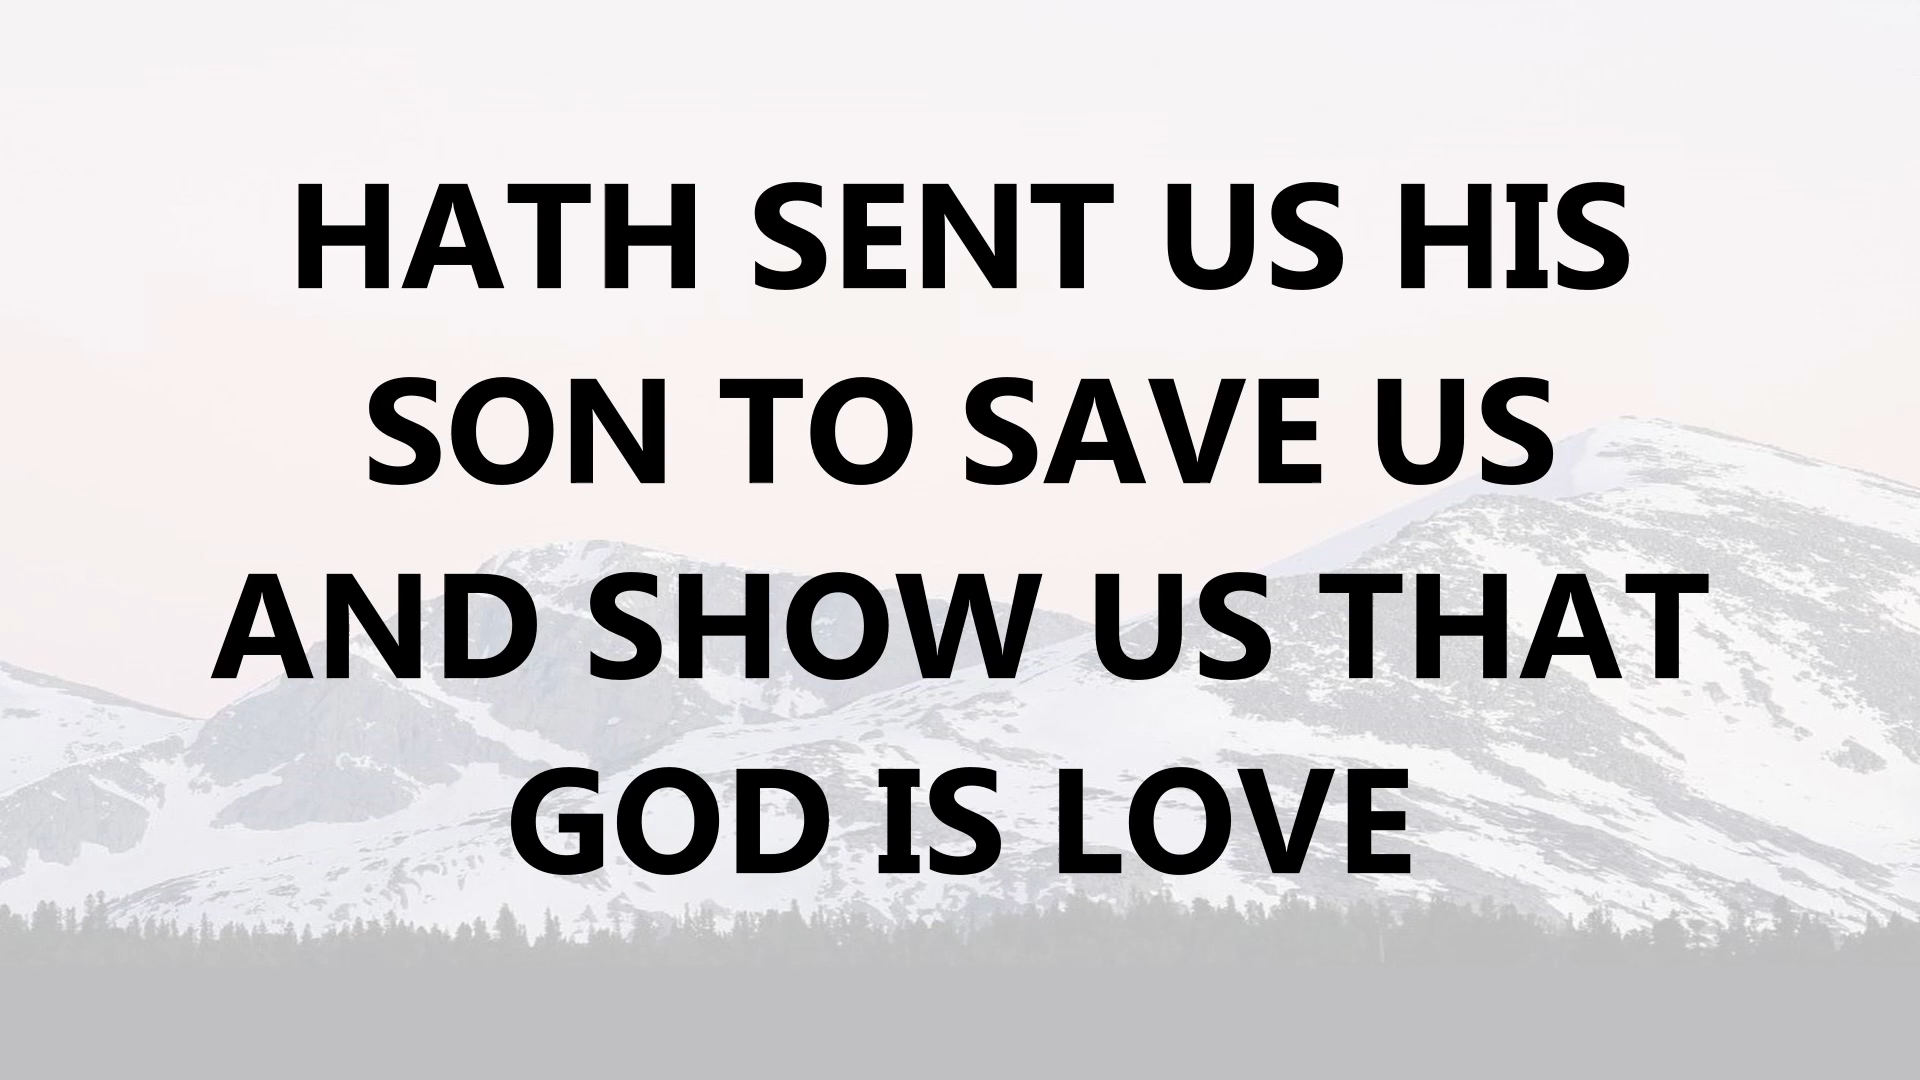 HATH SENT US HIS
SON TO SAVE US
AND SHOW US THAT
GOD IS LOVE